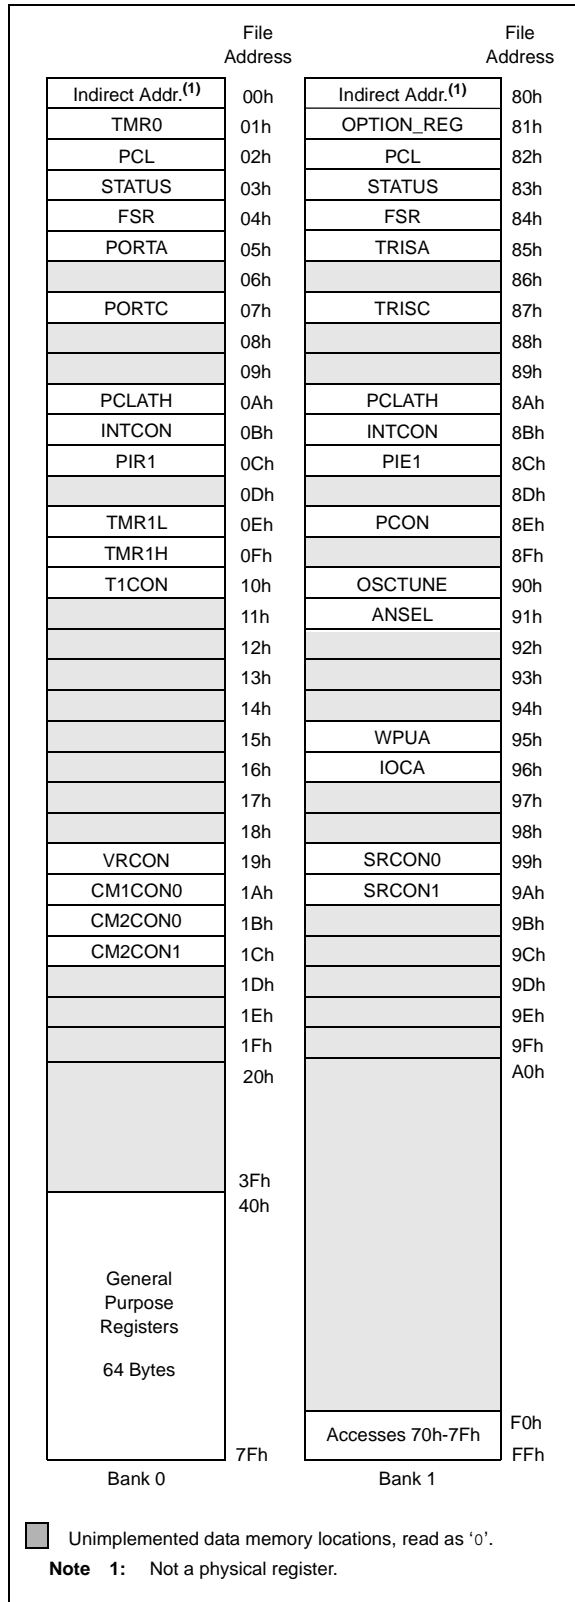 File Address File Address
Indirect Addr.(1) 00h Indirect Addr.(1) 80h
TMR0 01h OPTION_REG 81h
PCL 02h PCL 82h
STATUS 03h STATUS 83h
FSR 04h FSR 84h
PORTA 05h TRISA 85h
06h 86h
PORTC 07h TRISC 87h
08h 88h
09h 89h
PCLATH 0Ah PCLATH 8Ah
INTCON 0Bh INTCON 8Bh
PIR1 0Ch PIE1 8Ch
0Dh 8Dh
TMR1L 0Eh PCON 8Eh
TMR1H 0Fh 8Fh
T1CON 10h OSCTUNE 90h
11h ANSEL 91h
12h 92h
13h 93h
14h 94h
15h WPUA 95h
16h IOCA 96h
17h 97h
18h 98h
VRCON 19h SRCON0 99h
CM1CON0 1Ah SRCON1 9Ah
CM2CON0 1Bh 9Bh
CM2CON1 1Ch 9Ch
1Dh 9Dh
1Eh 9Eh
1Fh 9Fh
20h A0h
3Fh
40h
General
Purpose
Registers
64 Bytes
Accesses 70h-7Fh F0h
7Fh FFh
Bank 0 Bank 1
Unimplemented data memory locations, read as ‘0’.
Note 1: Not a physical register.